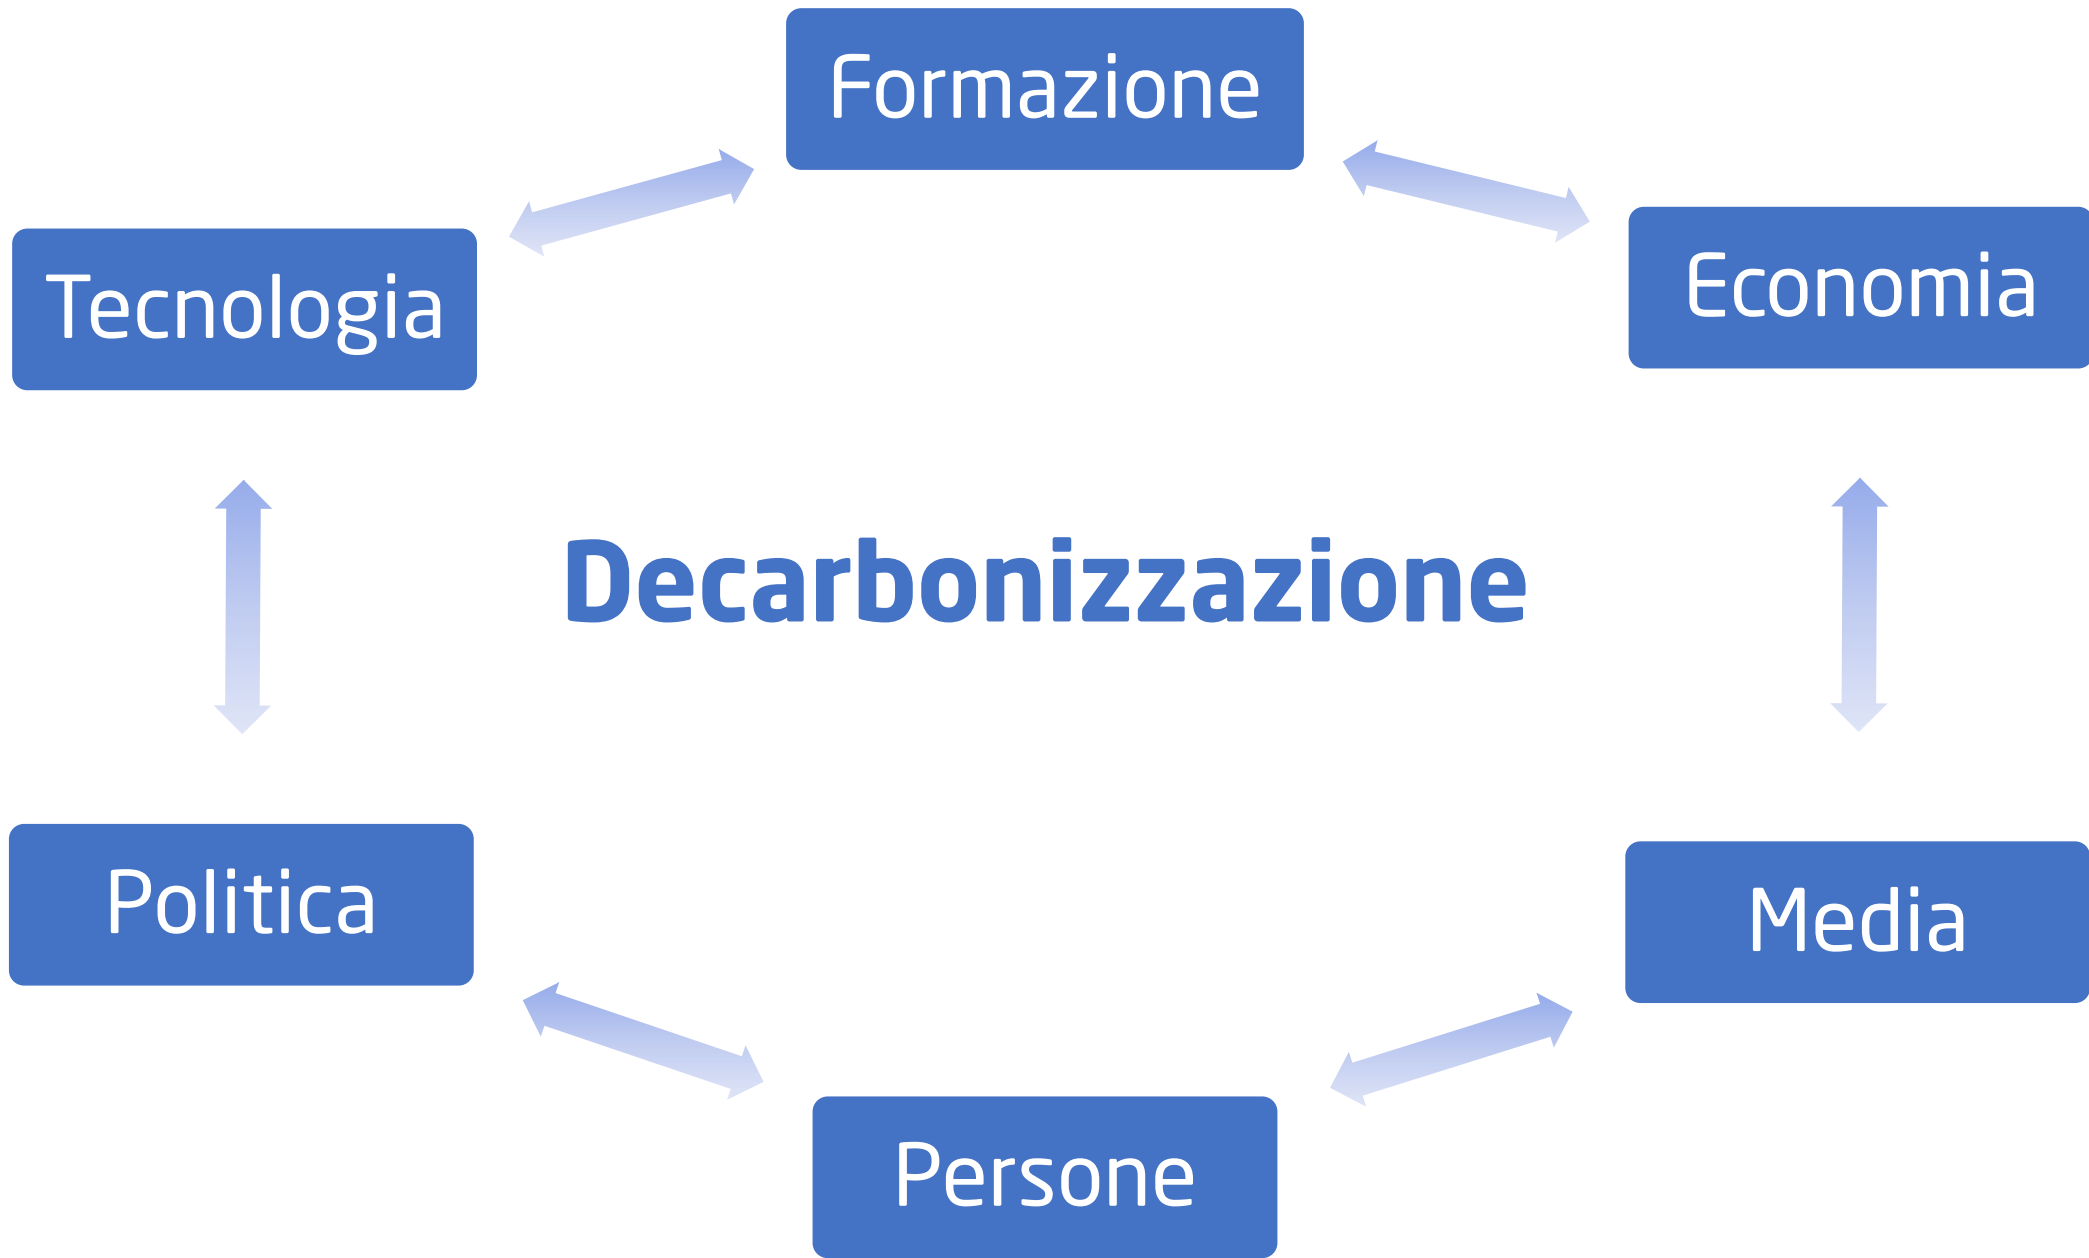 Formazione
Tecnologia
Economia
Decarbonizzazione
Politica
Media
Persone